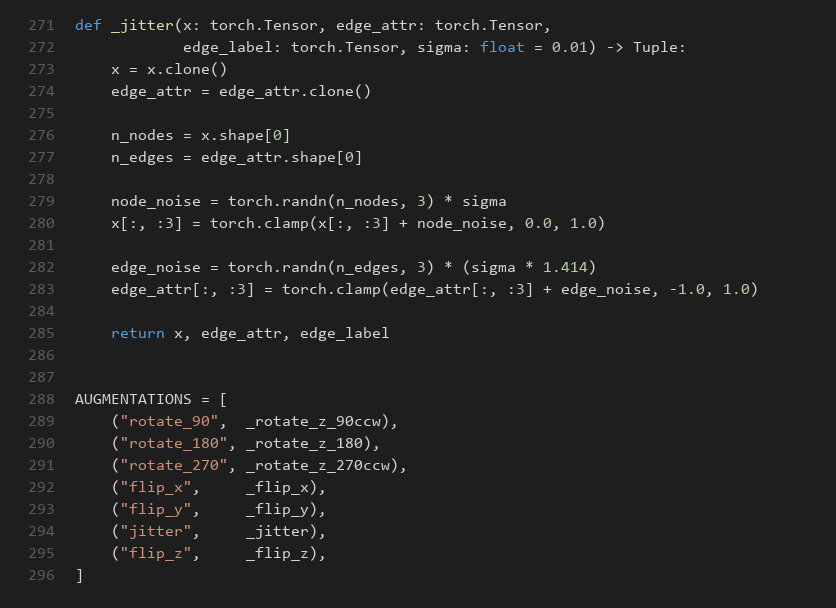 271 def _jitter(x: torch.Tensor, edge_attr: torch.Tensor,
272             edge_label: torch.Tensor, sigma: float = 0.01) -> Tuple:
273     x = x.clone()
274     edge_attr = edge_attr.clone()
275
276     n_nodes = x.shape[0]
277     n_edges = edge_attr.shape[0]
278
279     node_noise = torch.randn(n_nodes, 3) * sigma
280     x[:, :3] = torch.clamp(x[:, :3] + node_noise, 0.0, 1.0)
281
282     edge_noise = torch.randn(n_edges, 3) * (sigma * 1.414)
283     edge_attr[:, :3] = torch.clamp(edge_attr[:, :3] + edge_noise, -1.0, 1.0)
284
285     return x, edge_attr, edge_label
286
287
288 AUGMENTATIONS = [
289     ("rotate_90",  _rotate_z_90ccw),
290     ("rotate_180", _rotate_z_180),
291     ("rotate_270", _rotate_z_270ccw),
292     ("flip_x",     _flip_x),
293     ("flip_y",     _flip_y),
294     ("jitter",     _jitter),
295     ("flip_z",     _flip_z),
296 ]